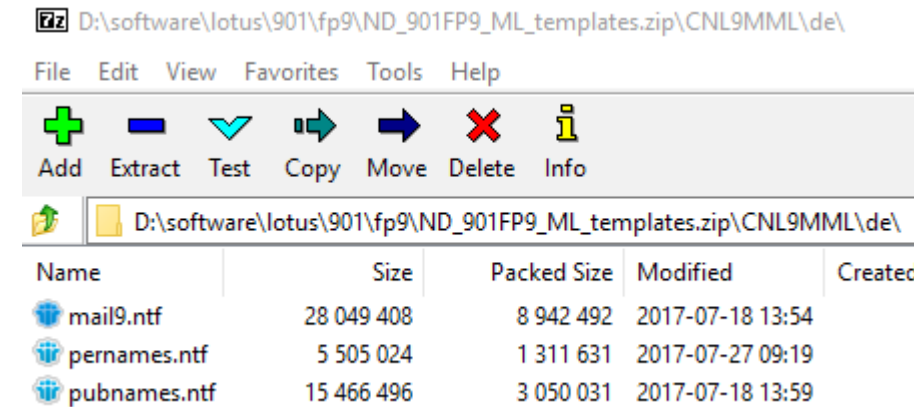 7z D:\software\lotus\901\fp9\ND_901FP9_ML_templates.zip\CNL9MML\de\
File Edit View Favorites Tools Help
Add Extract Test Copy Move Delete Info
D:\software\lotus\901\fp9\ND_901FP9_ML_templates.zip\CNL9MML\de\
Name Size Packed Size Modified Created
mail9.ntf 28 049 408 8 942 492 2017-07-18 13:54
pernames.ntf 5 505 024 1 311 631 2017-07-27 09:19
pubnames.ntf 15 466 496 3 050 031 2017-07-18 13:59